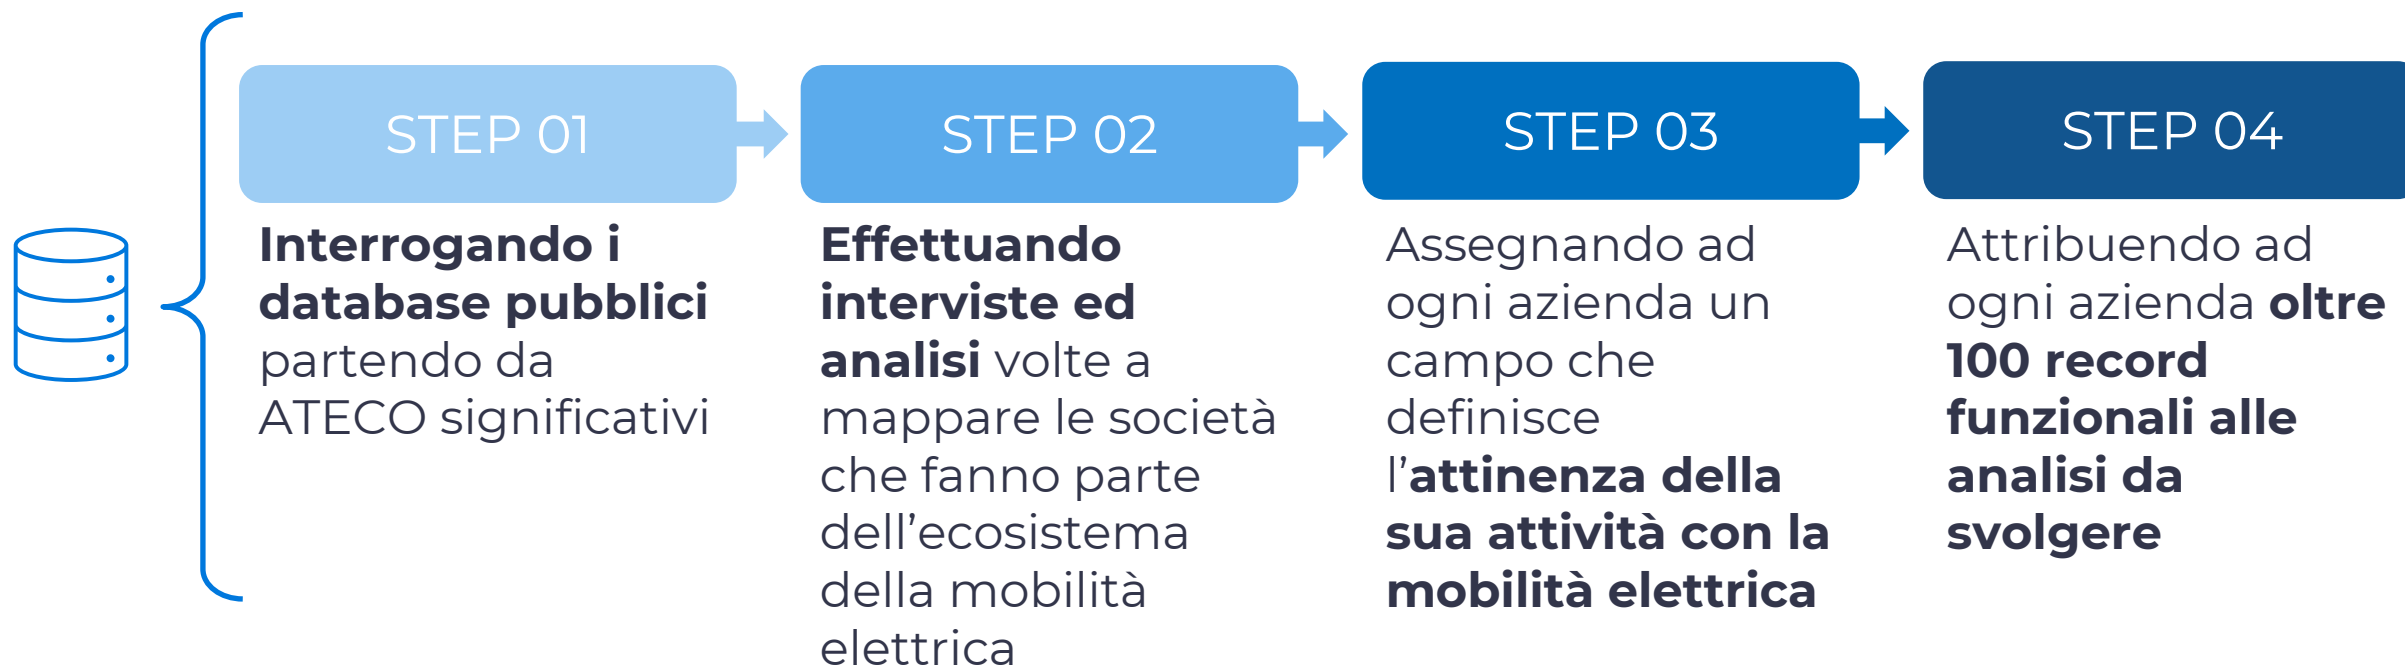 STEP 01
Interrogando i
database pubblici
partendo da
ATECO significativi
STEP 02
Effettuando
interviste ed
analisi volte a
mappare le società
che fanno parte
dell’ecosistema
della mobilità
elettrica
STEP 03
Assegnando ad
ogni azienda un
campo che
definisce
l’attinenza della
sua attività con la
mobilità elettrica
STEP 04
Attribuendo ad
ogni azienda oltre
100 record
funzionali alle
analisi da
svolgere